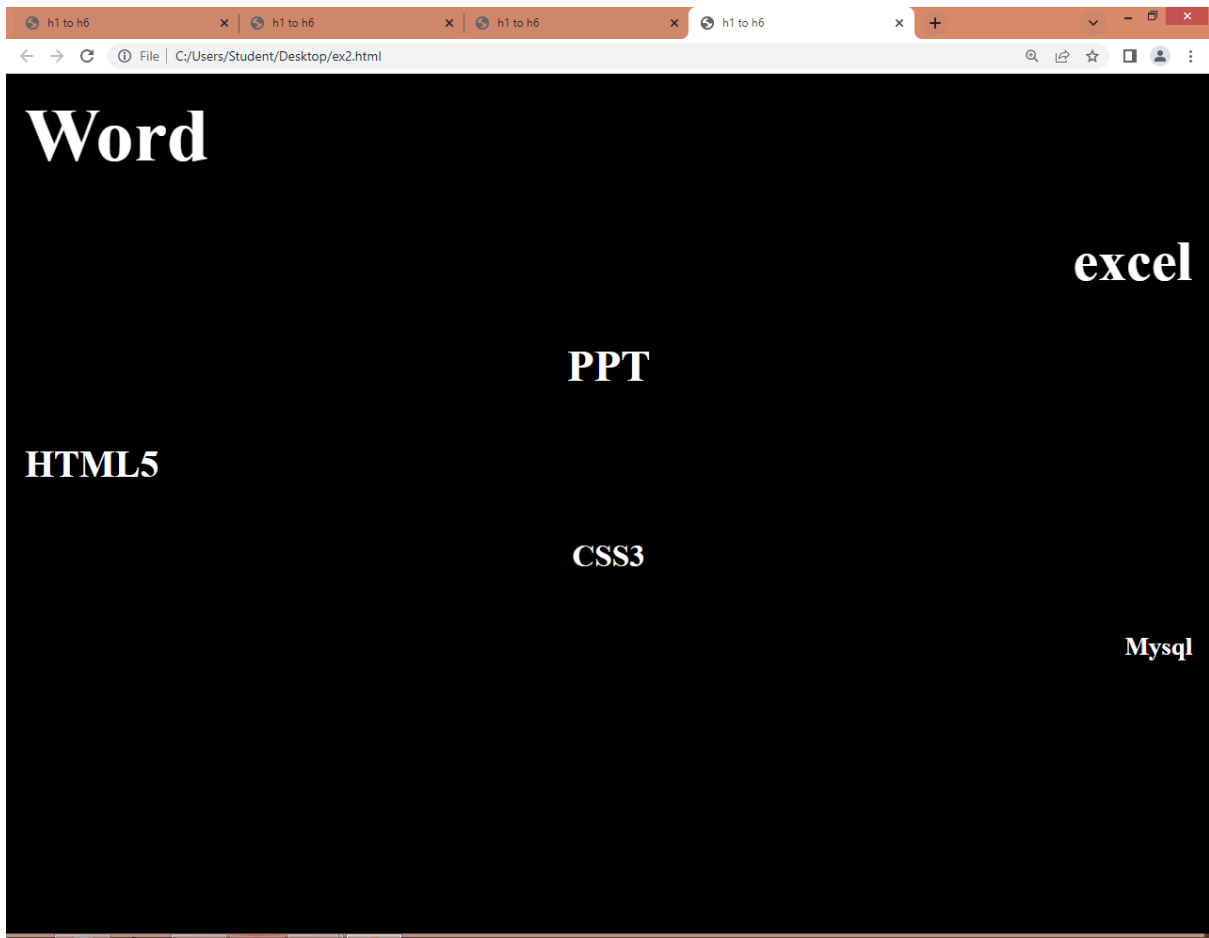 h1 to h6 h1 to h6 h1 to h6 h1 to h6
File C:/Users/Student/Desktop/ex2.html
Word
excel
PPT
HTML5
CSS3
Mysql